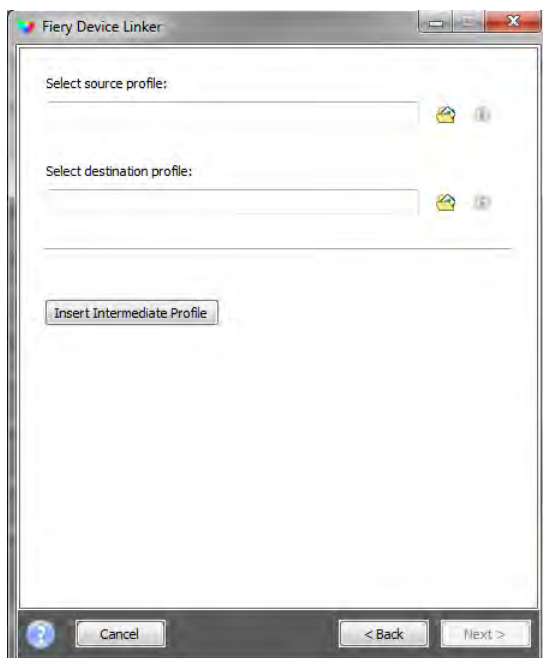 Fiery Device Linker
Select source profile:
Select destination profile:
Insert Intermediate Profile
Cancel
< Back
Next >